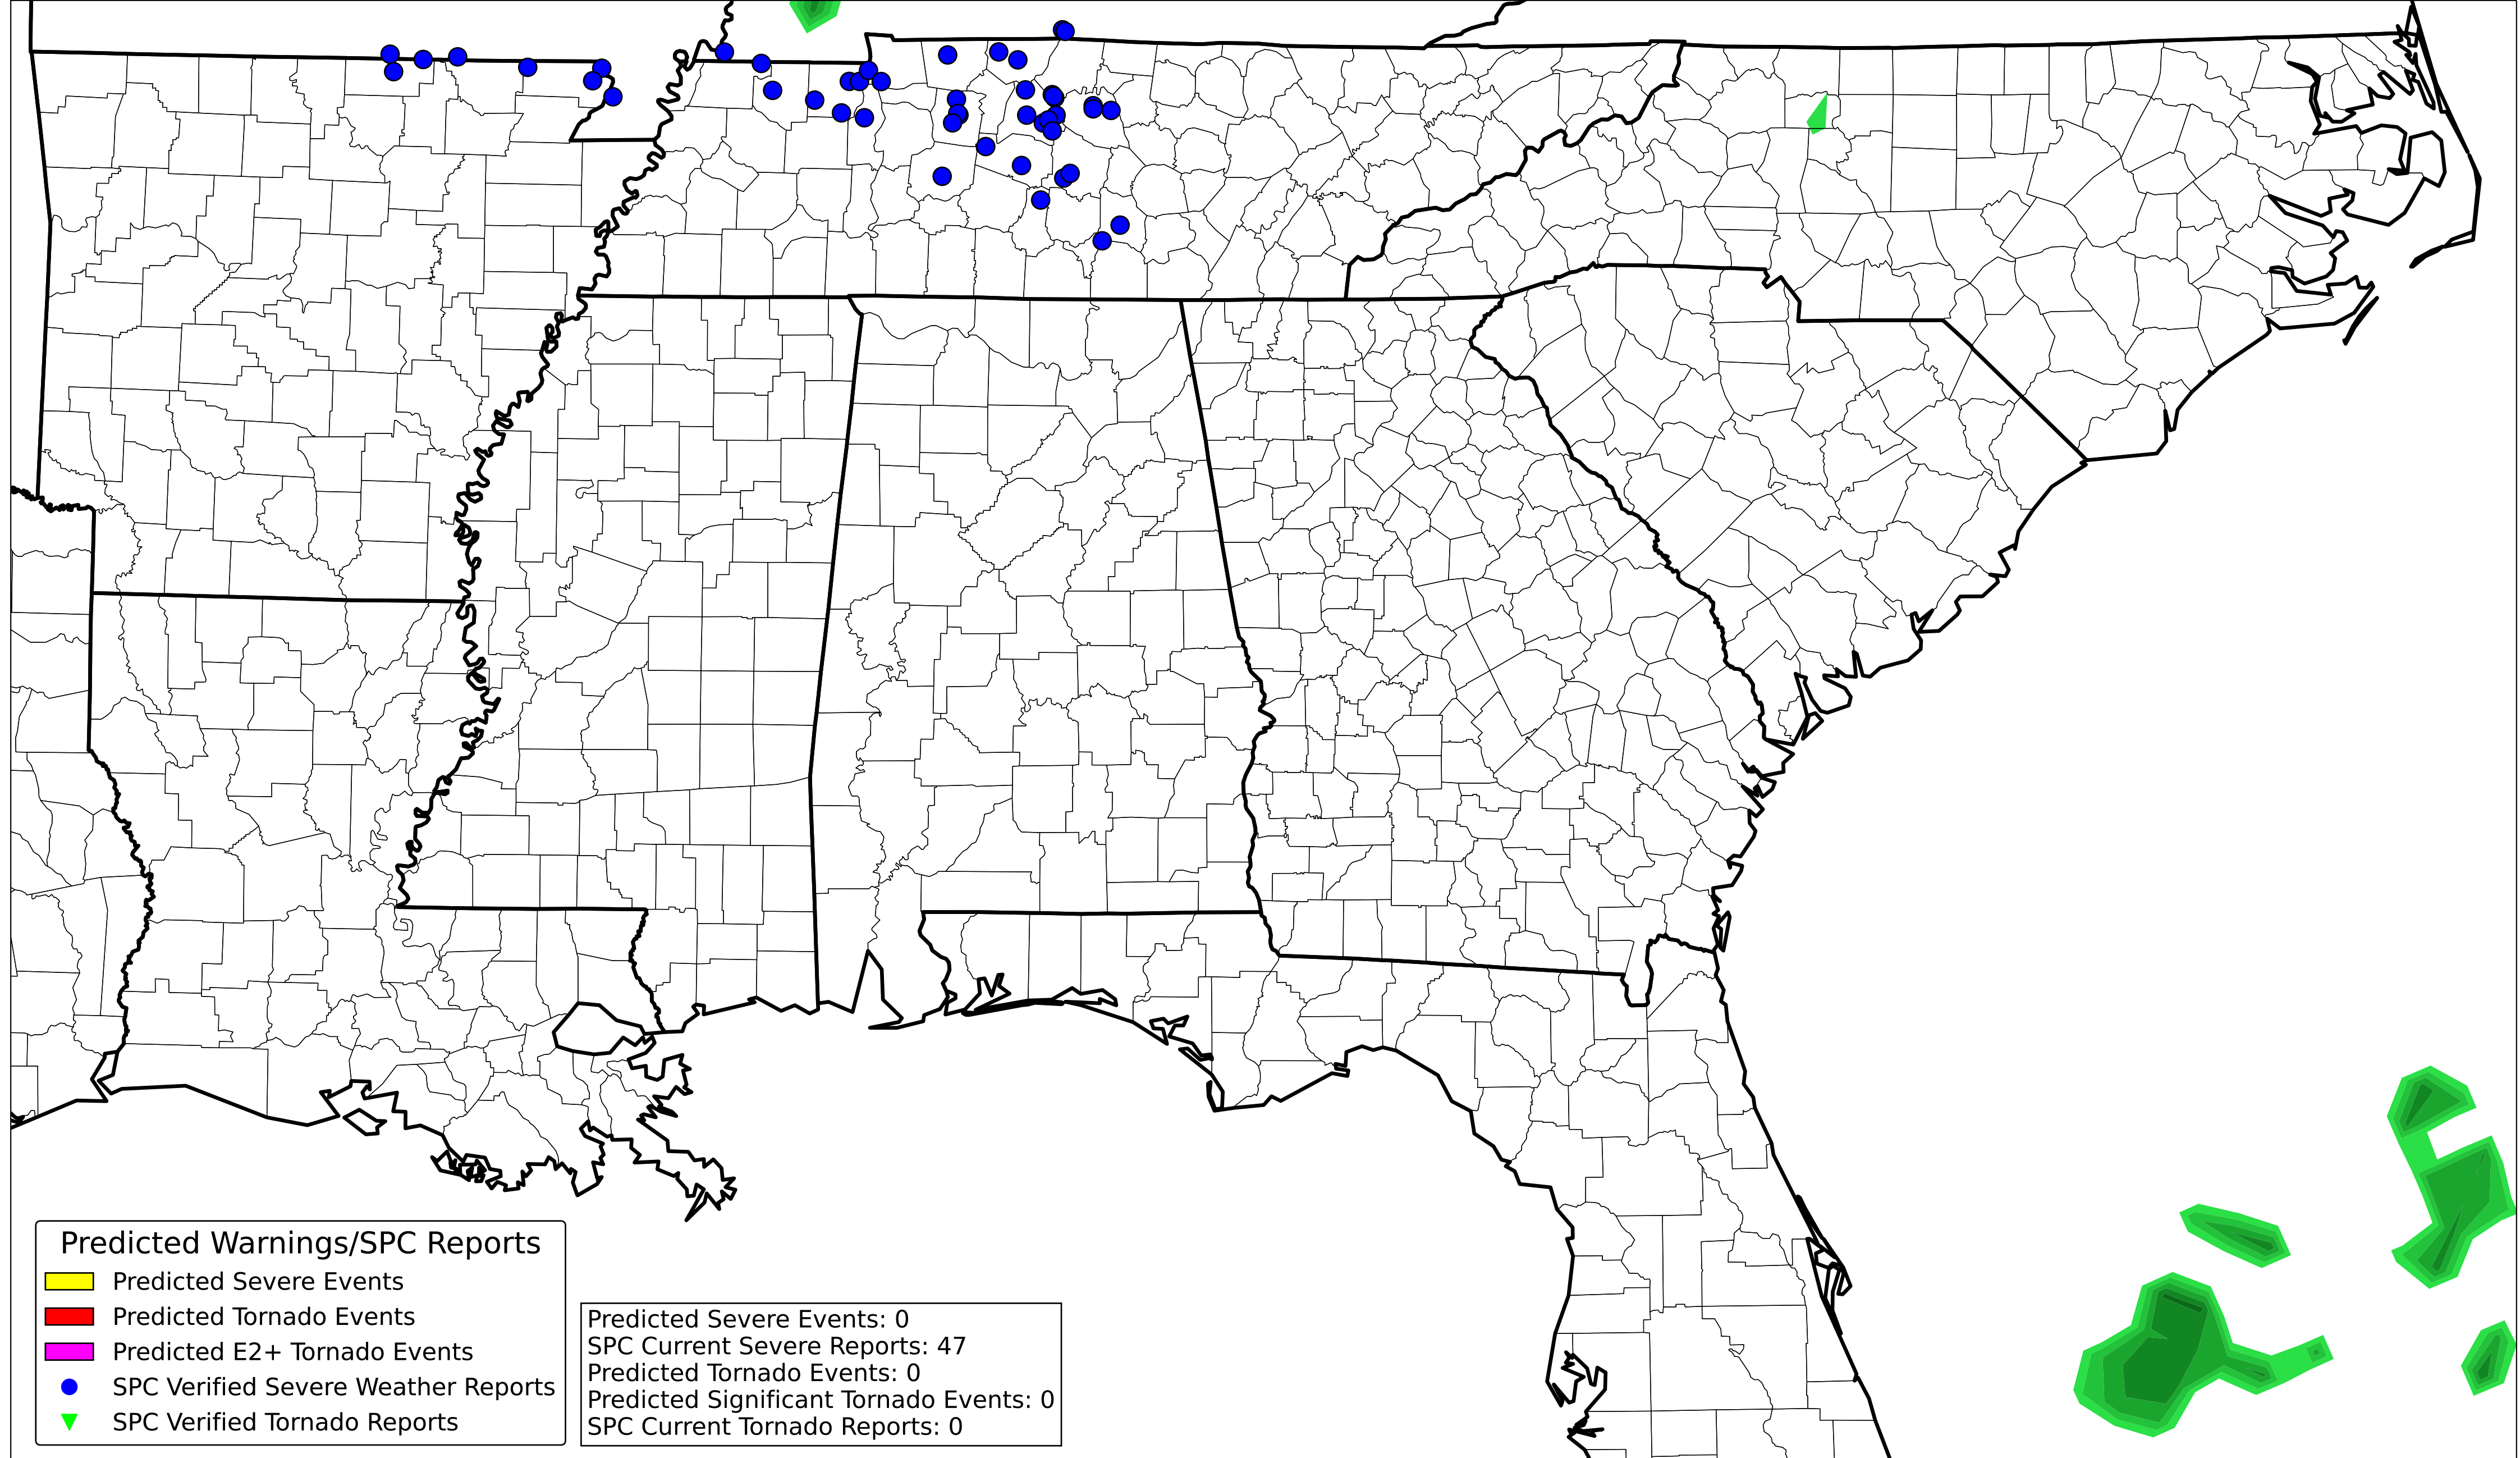 Predicted Warnings/SPC Reports
Predicted Severe Events
Predicted Tornado Events
Predicted E2+ Tornado Events
SPC Verified Severe Weather Reports
SPC Verified Tornado Reports
Predicted Severe Events: 0
SPC Current Severe Reports: 47
Predicted Tornado Events: 0
Predicted Significant Tornado Events: 0
SPC Current Tornado Reports: 0